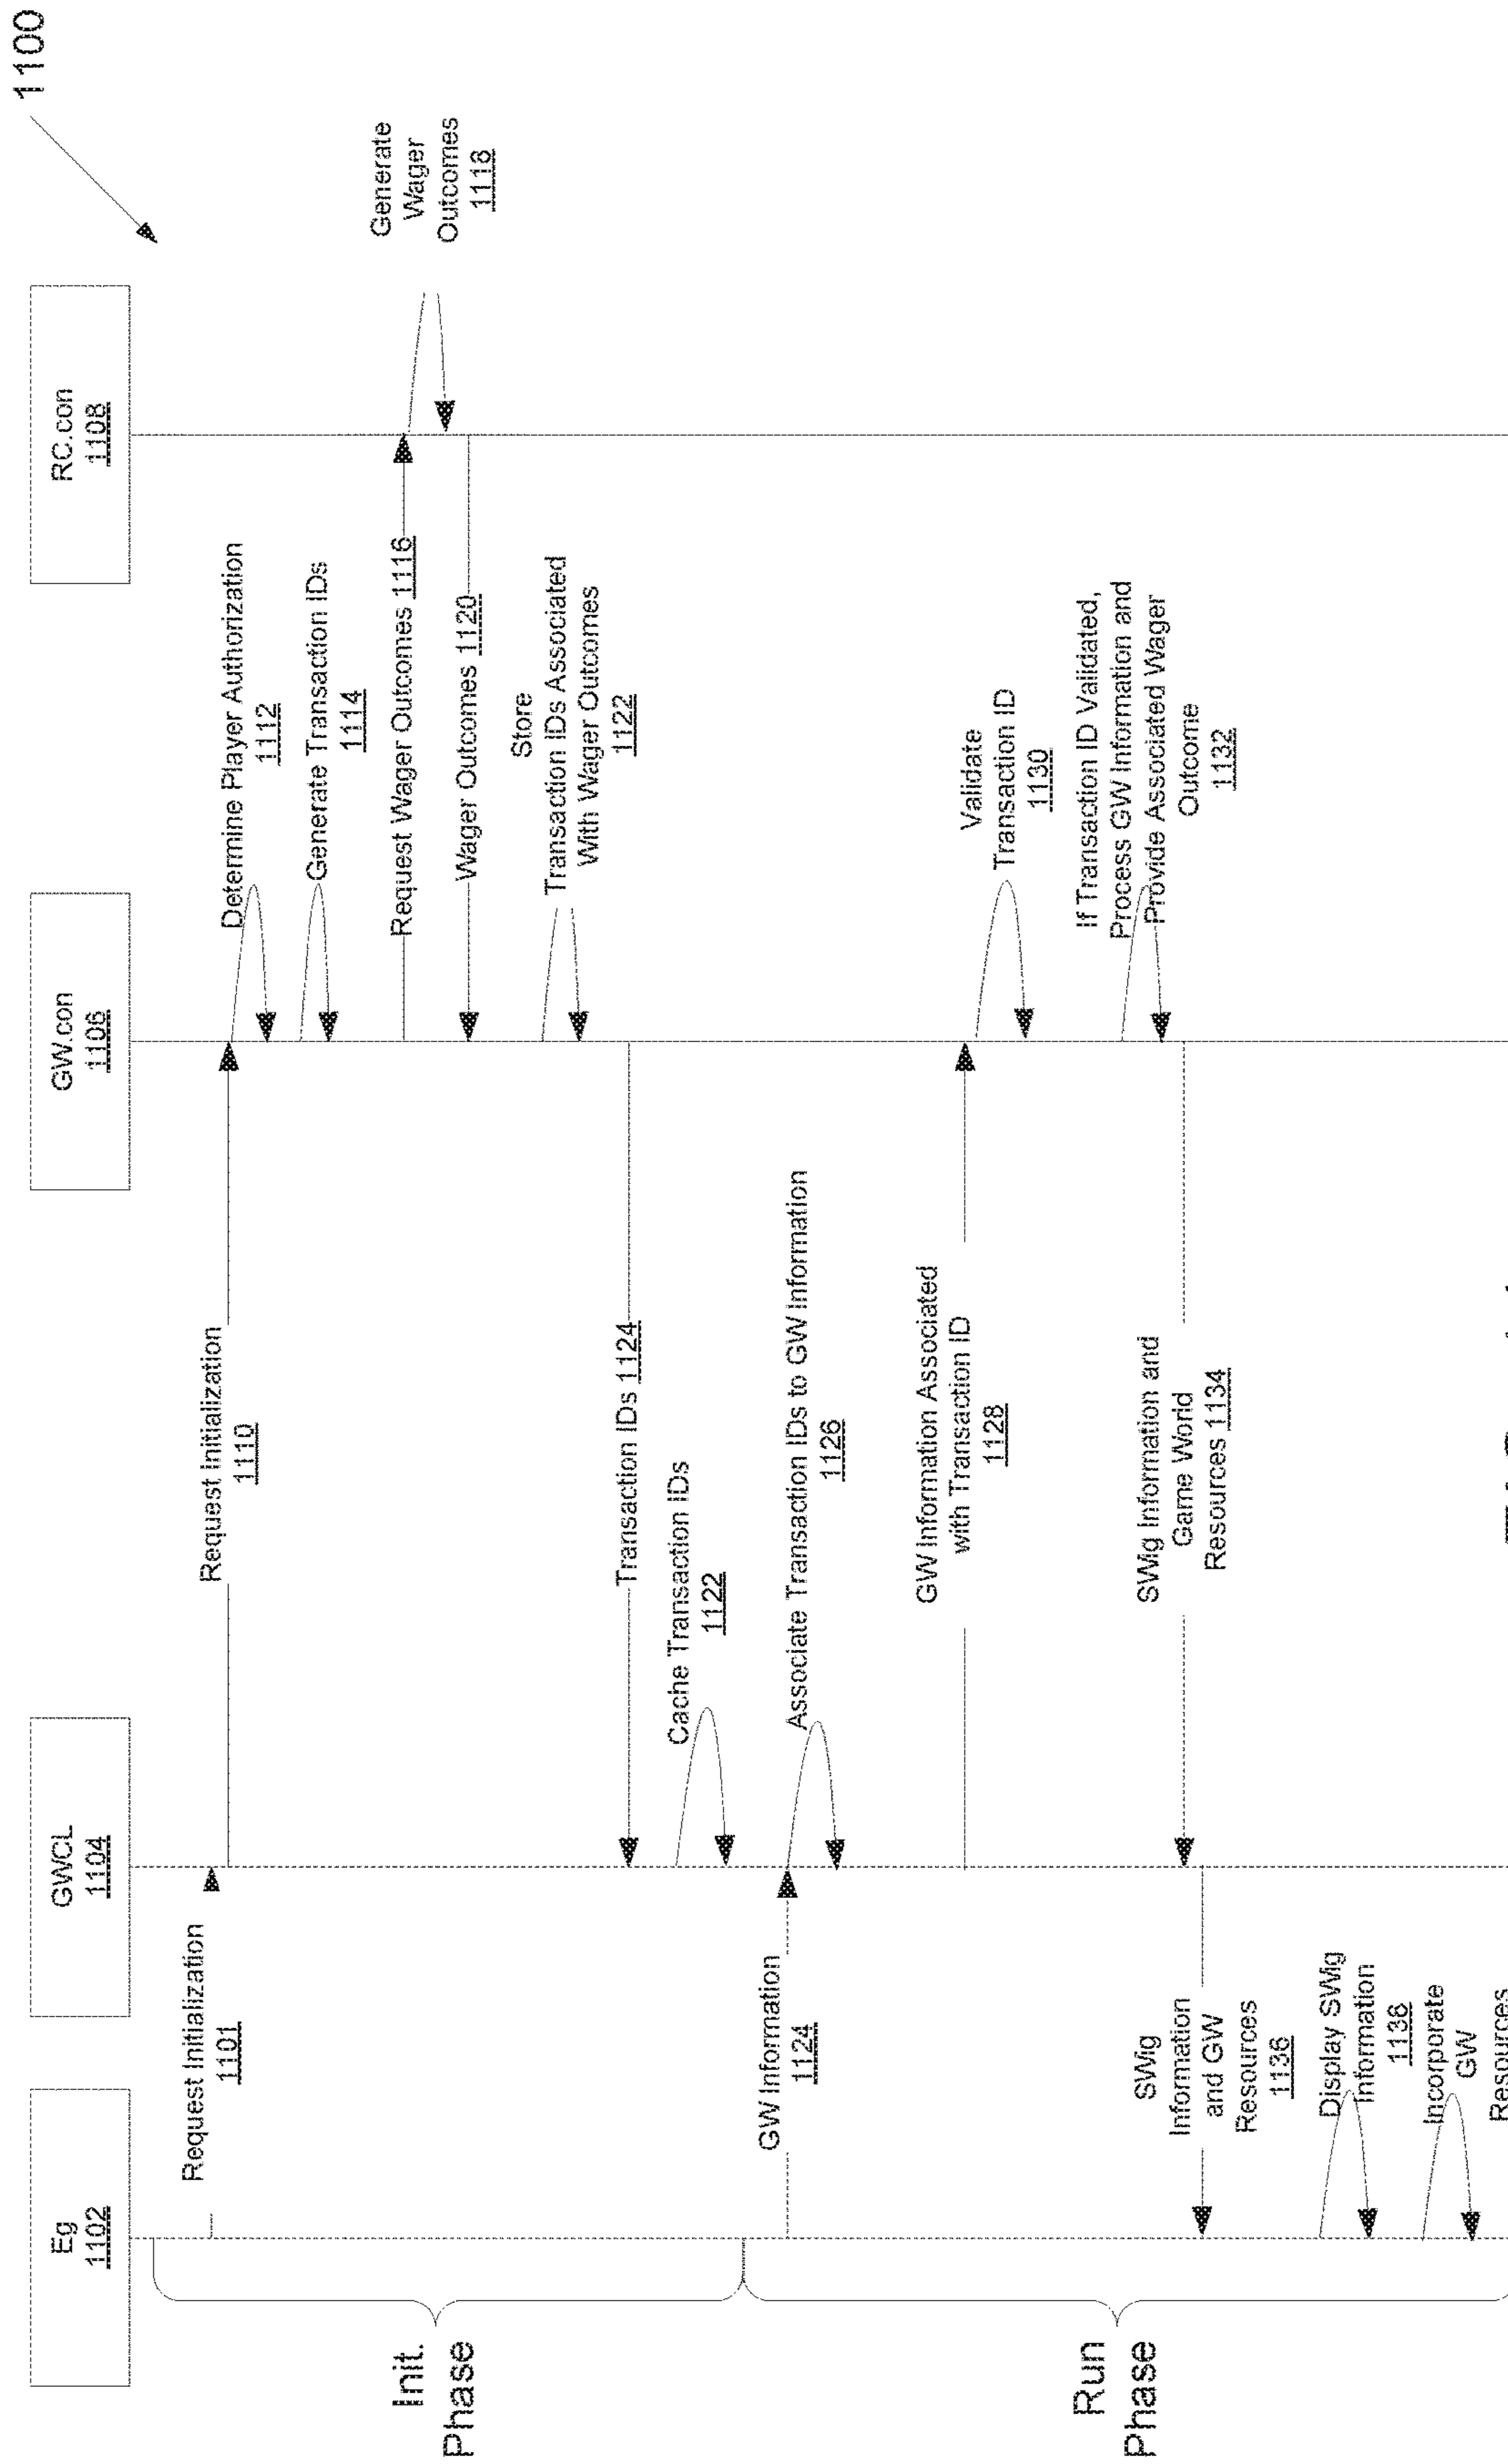 1100
Eg
1102
GWCL
1104
GW.con
1106
RC.con
1108
Init.
Phase
Request Initialization
1101
Request Initialization
1110
Determine Player Authorization
1112
Generate Transaction IDs
1114
Request Wager Outcomes 1116
Generate
Wager
Outcomes
1118
Wager Outcomes 1120
Store
Transaction IDs Associated
With Wager Outcomes
1122
Transaction IDs 1124
Cache Transaction IDs
1122
Run
Phase
GW Information
1124
Associate Transaction IDs to GW Information
1126
GW Information Associated
with Transaction ID
1128
Validate
Transaction ID
1130
If Transaction ID Validated,
Process GW Information and
Provide Associated Wager
Outcome
1132
SWig Information and
Game World
Resources 1134
SWig
Information
and GW
Resources
1136
Display SWig
Information
1138
Incorporate
GW
Resources